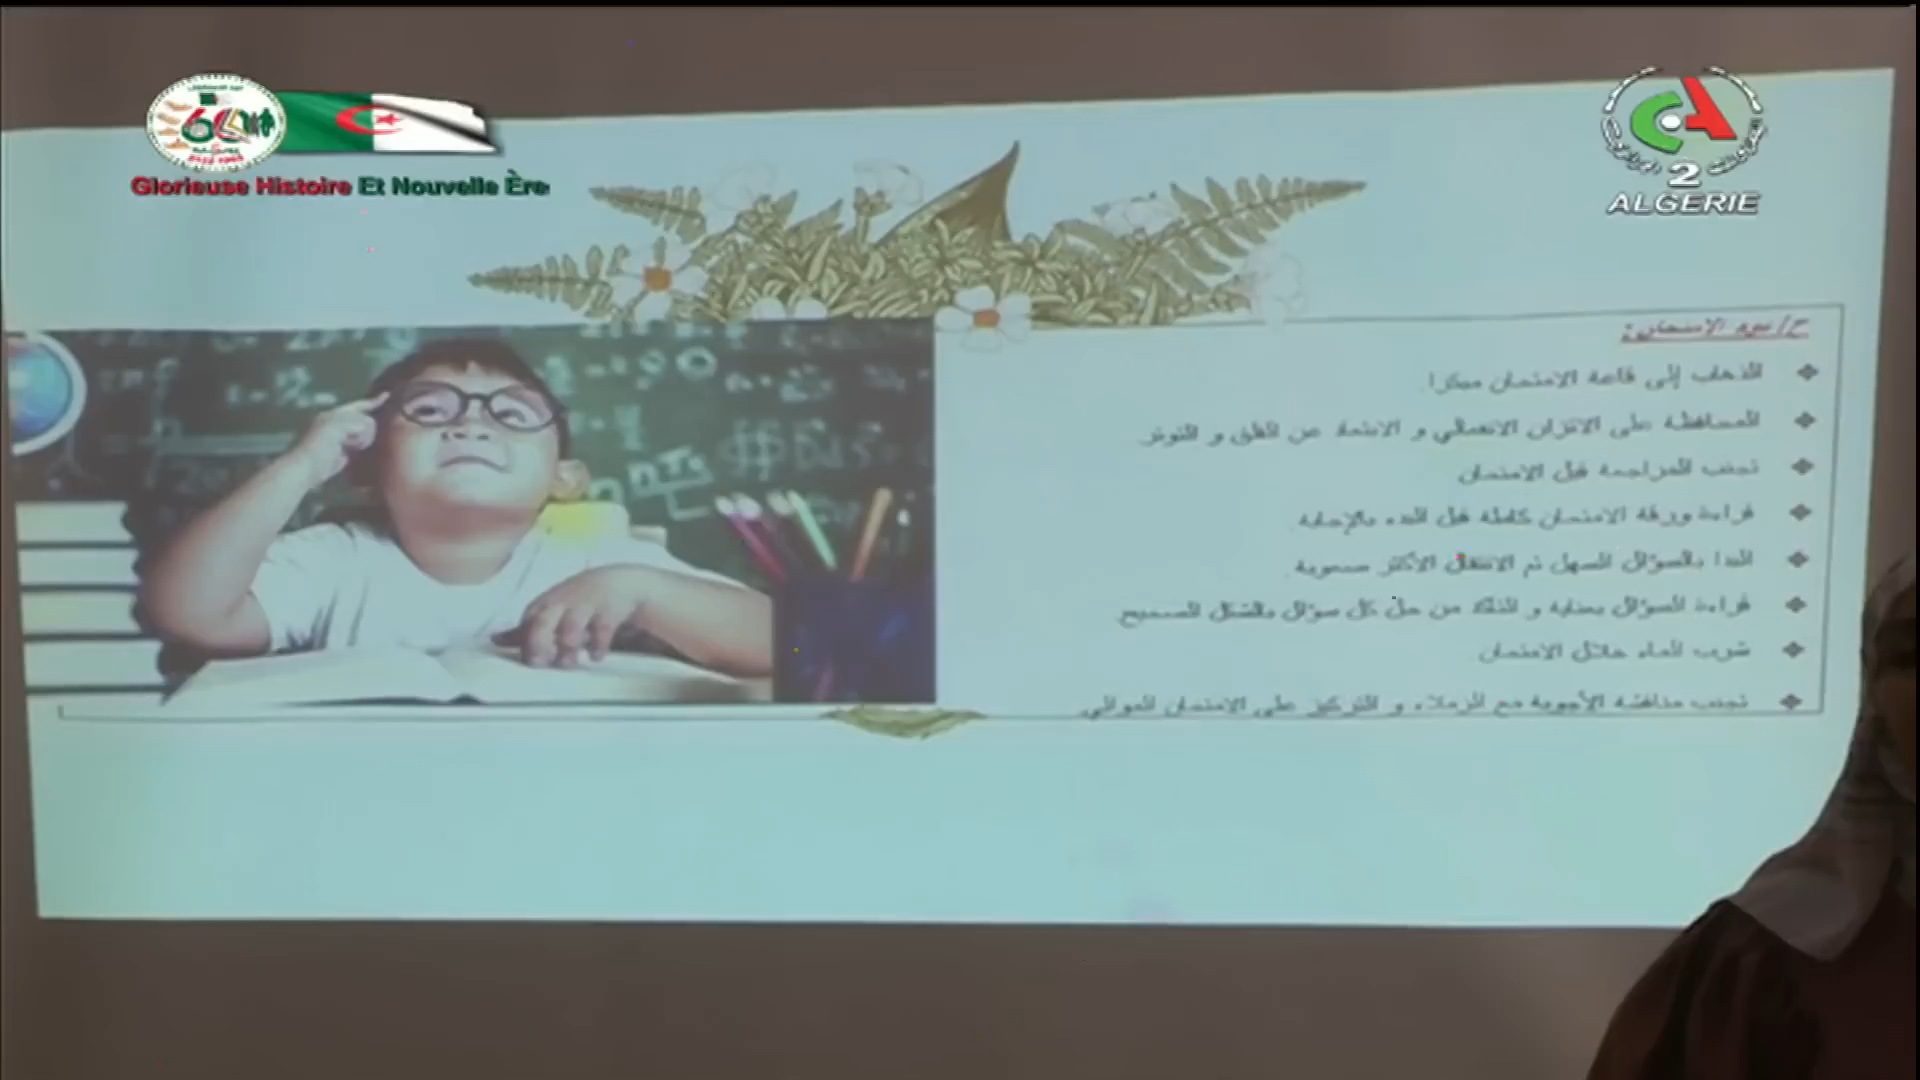 Glorieuse Histoire Et Nouvelle Ère
60
2
ALGERIE
ج/يوم الامتحان:
الذهاب إلى قاعة الامتحان مبكرا.
المحافظة على الاتزان الانفعالي و الابتعاد عن القلق و التوتر
تجنب المراجعة قبل الامتحان
قراءة ورقة الامتحان كاملة قبل البدء بالإجابة.
البدا بالسؤال السهل ثم الانتقال الأكثر صعوبة.
قراءة السؤال بعناية و التأكد من حل كل سؤال بالشكل الصحيح
شرب الماء خلال الامتحان.
تجنب مناقشة الأجوبة مع الزملاء و التركيز على الامتحان الموالي.